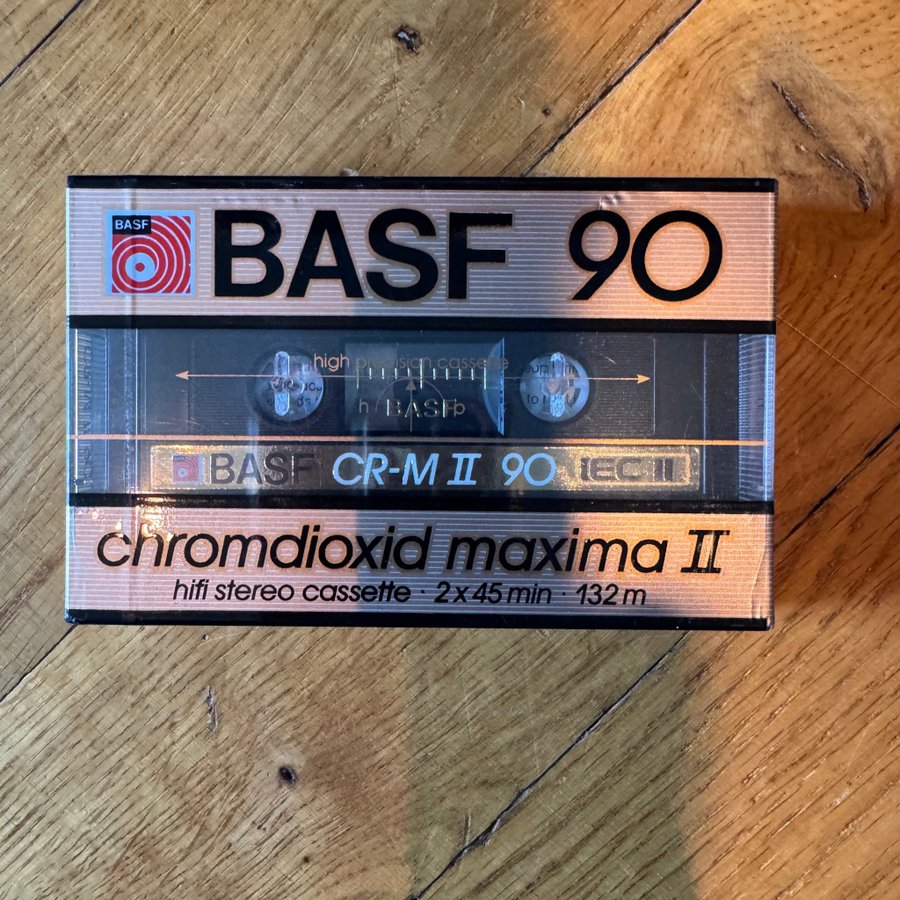 BASF
BASF 90
high precision cassette
BASF
BASF CR-M II 90 IEC II
chromdioxid maxima II
hifi stereo cassette · 2 x 45 min · 132 m